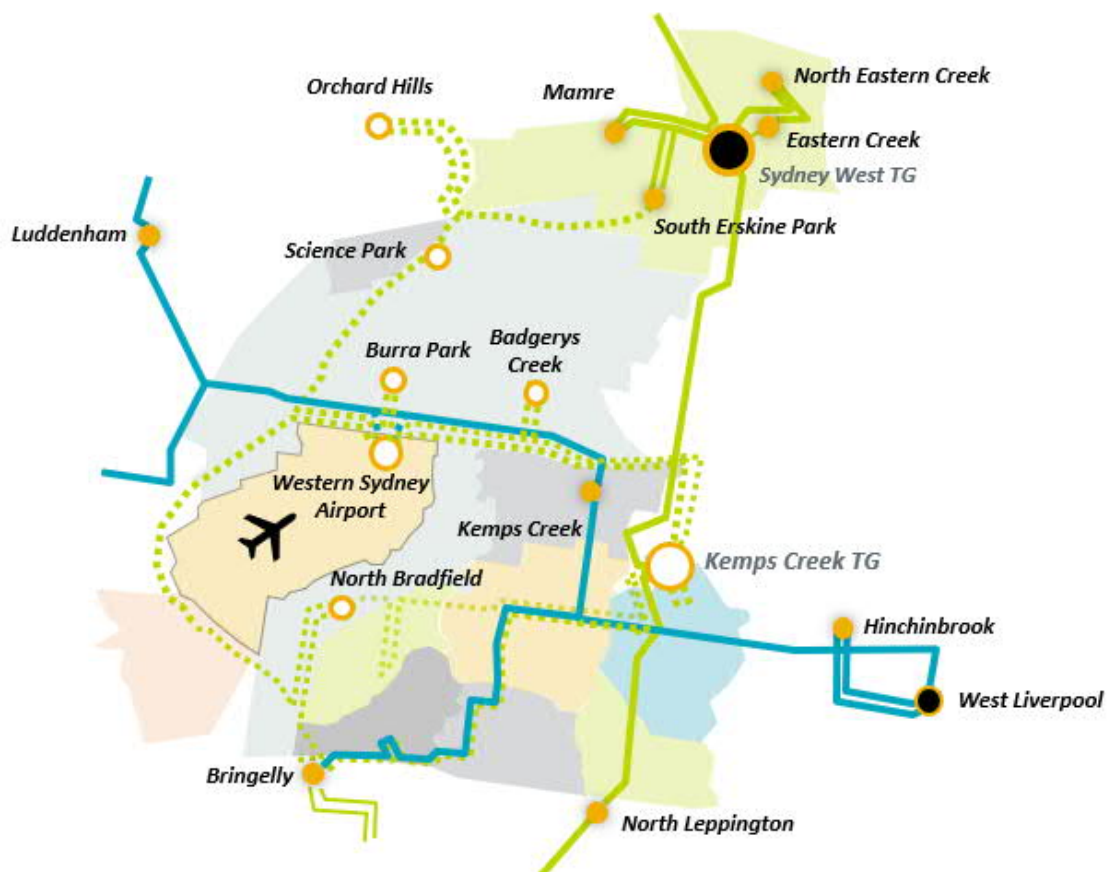 North Eastern Creek
Orchard Hills
Mamre
Eastern Creek
Sydney West TG
South Erskine Park
Luddenham
Science Park
Badgerys
Creek
Burra Park
Western Sydney
Airport
Kemps Creek
Kemps Creek TG
North Bradfield
Hinchinbrook
West Liverpool
Bringelly
North Leppington